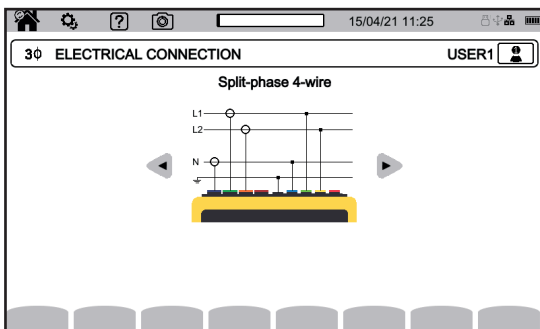 15/04/21 11:25
3ϕ ELECTRICAL CONNECTION USER1
Split-phase 4-wire
L1
L2
N